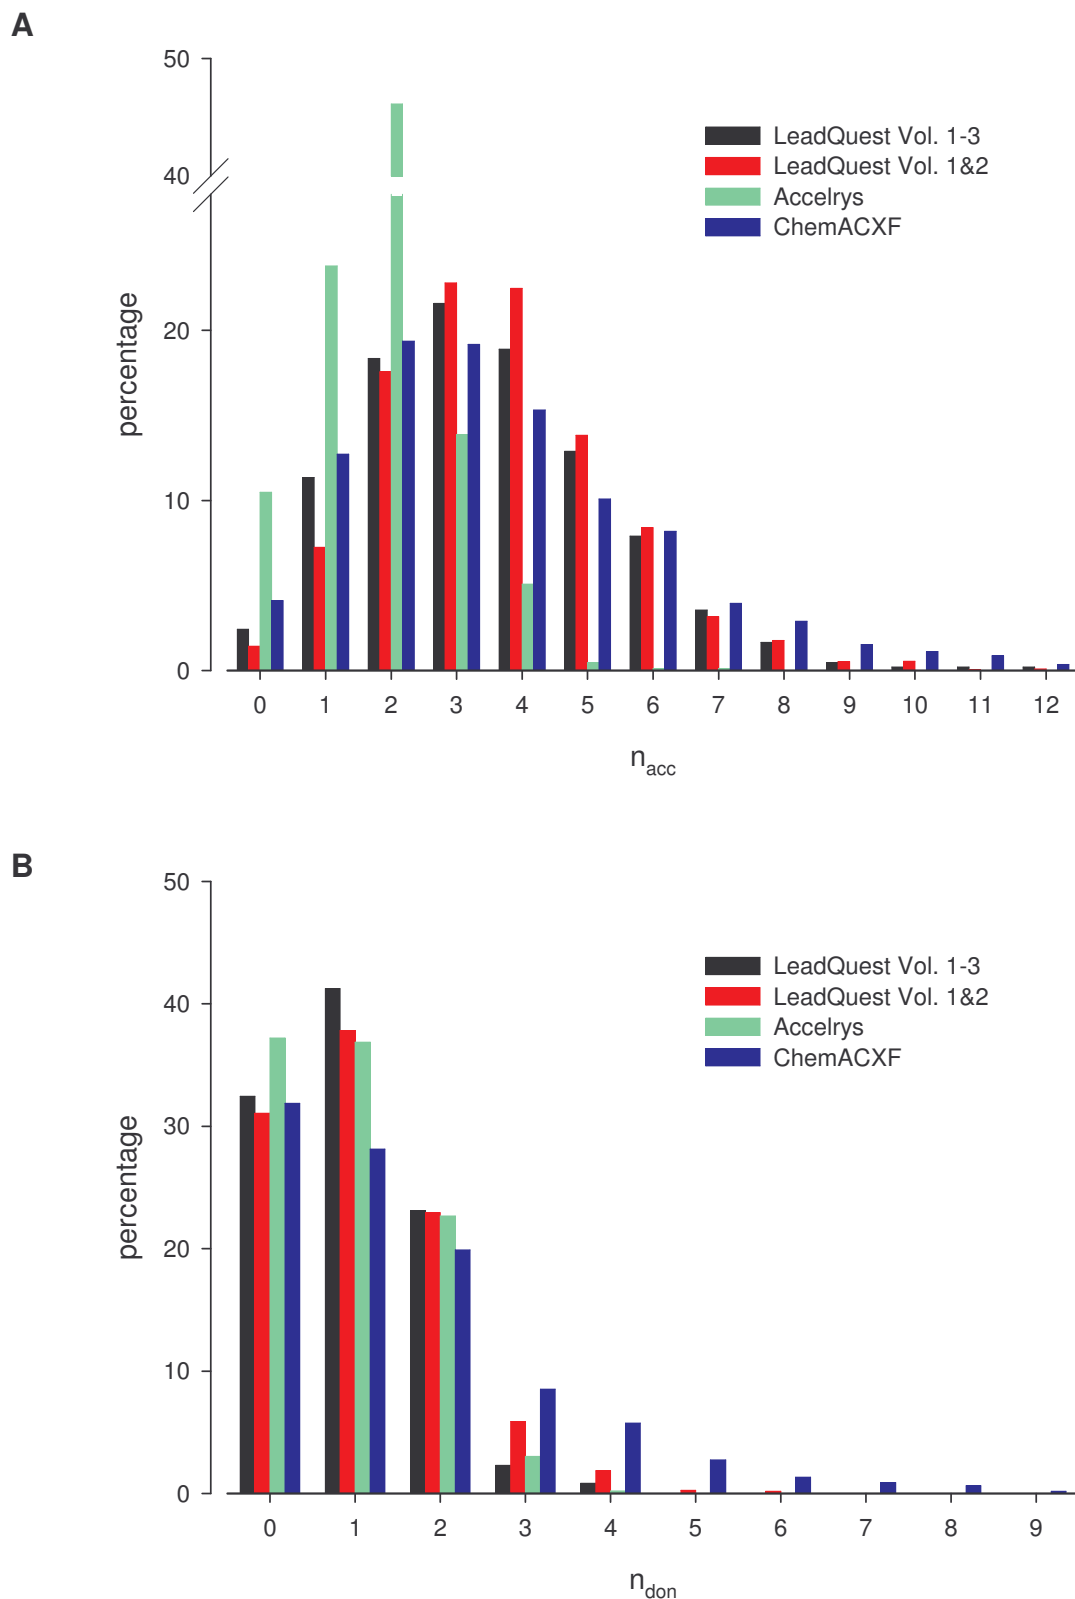 A
50
40
20
10
0
percentage
LeadQuest Vol. 1-3
LeadQuest Vol. 1&2
Accelrys
ChemACXF
0 1 2 3 4 5 6 7 8 9 10 11 12
nacc
B
50
40
30
20
10
0
percentage
LeadQuest Vol. 1-3
LeadQuest Vol. 1&2
Accelrys
ChemACXF
0 1 2 3 4 5 6 7 8 9
ndon